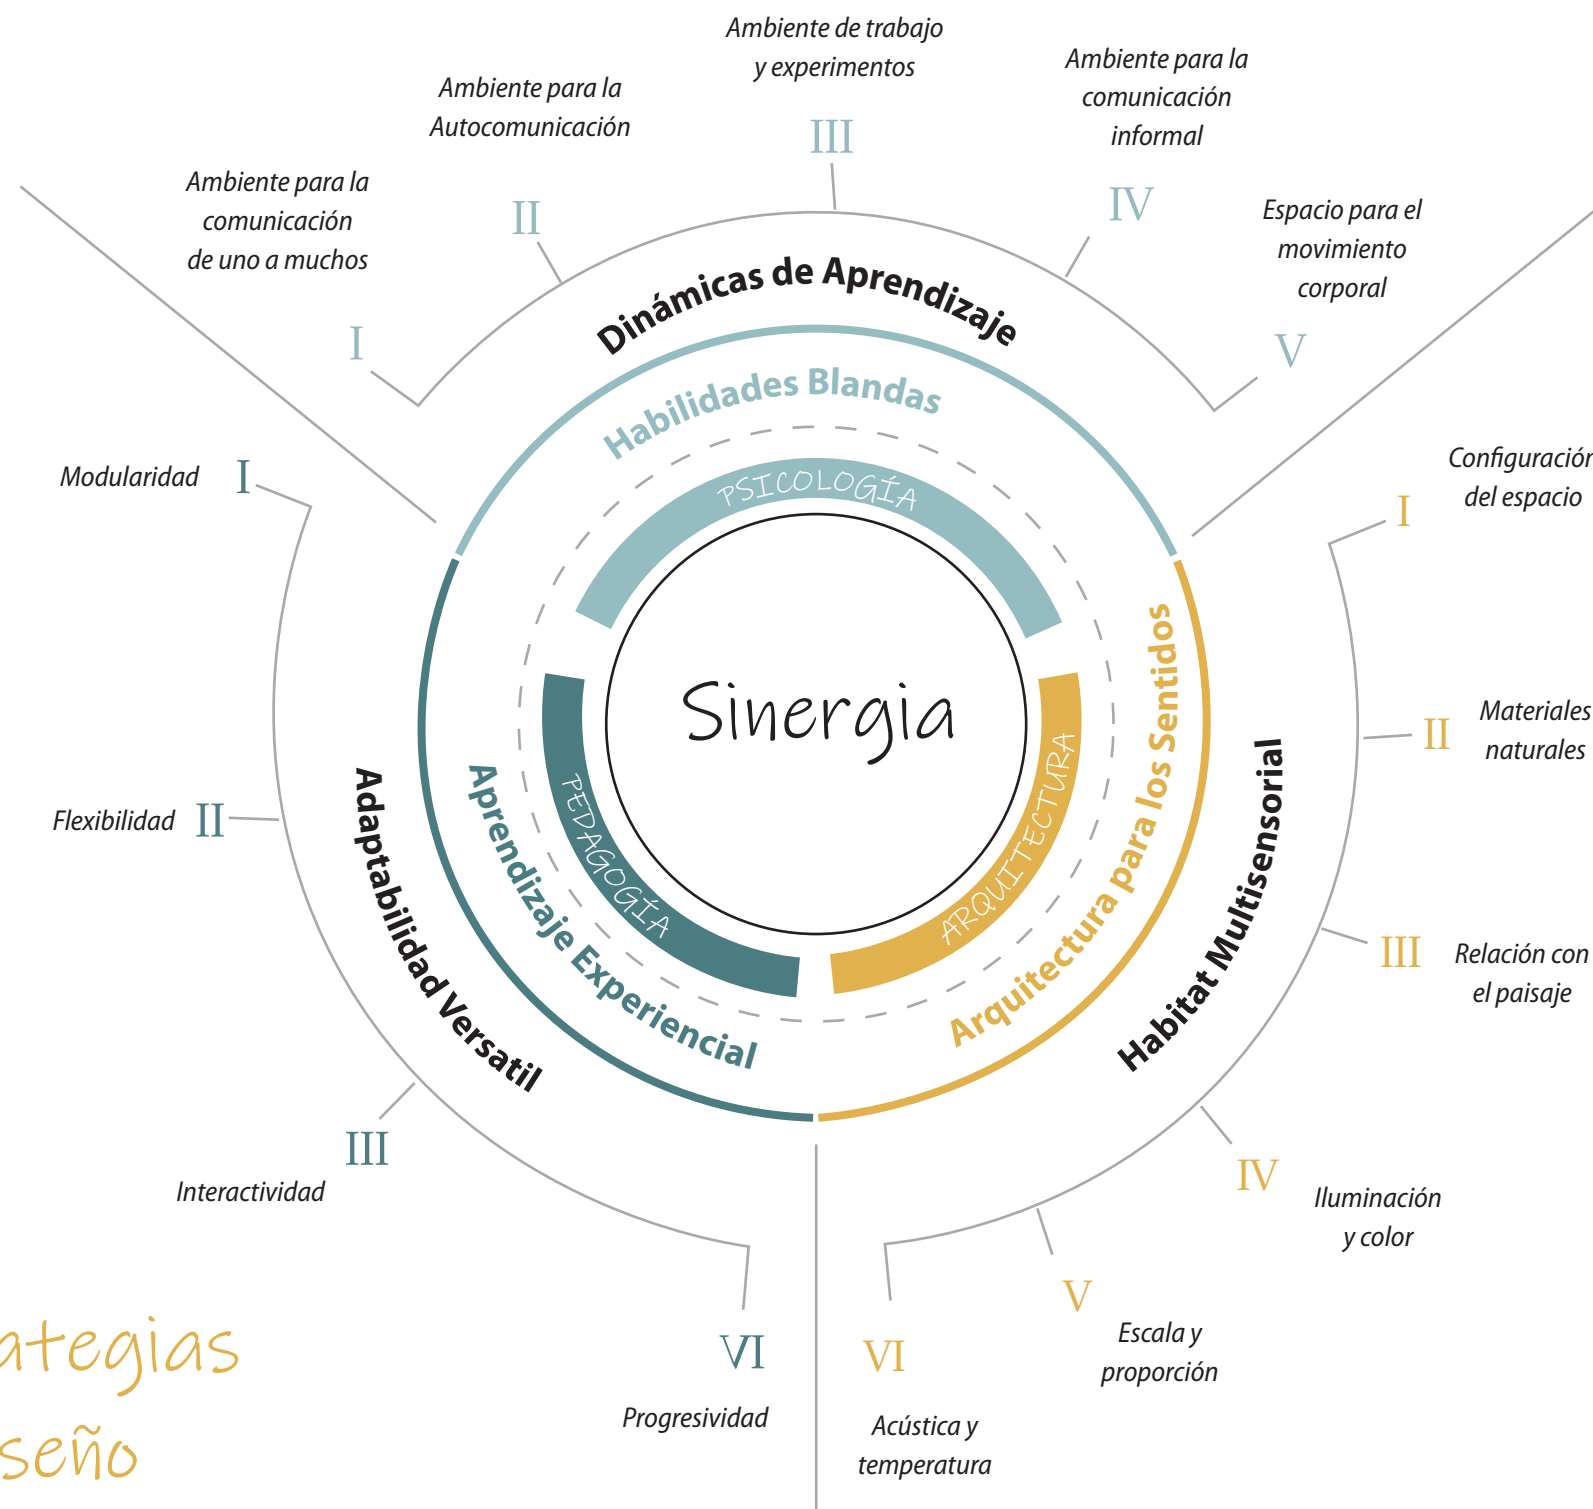 Ambiente de trabajo
y experimentos
III
Ambiente para la
Autocomunicación
II
Ambiente para la
comunicación
informal
IV
Ambiente para la
comunicación
de uno a muchos
I
Espacio para el
movimiento
corporal
V
Dinámicas de Aprendizaje
Habilidades Blandas
PSICOLOGÍA
Sinergia
PEDAGOGÍA
Aprendizaje Experiencial
Adaptabilidad Versatil
Modularidad
I
Flexibilidad
II
III
Interactividad
VI
Progresividad
ARQUITECTURA
Arquitectura para los Sentidos
Habitat Multisensorial
Configuración
del espacio
I
II
Materiales
naturales
III
Relación con
el paisaje
IV
Iluminación
y color
V
Escala y
proporción
VI
Acústica y
temperatura
ategias
seño